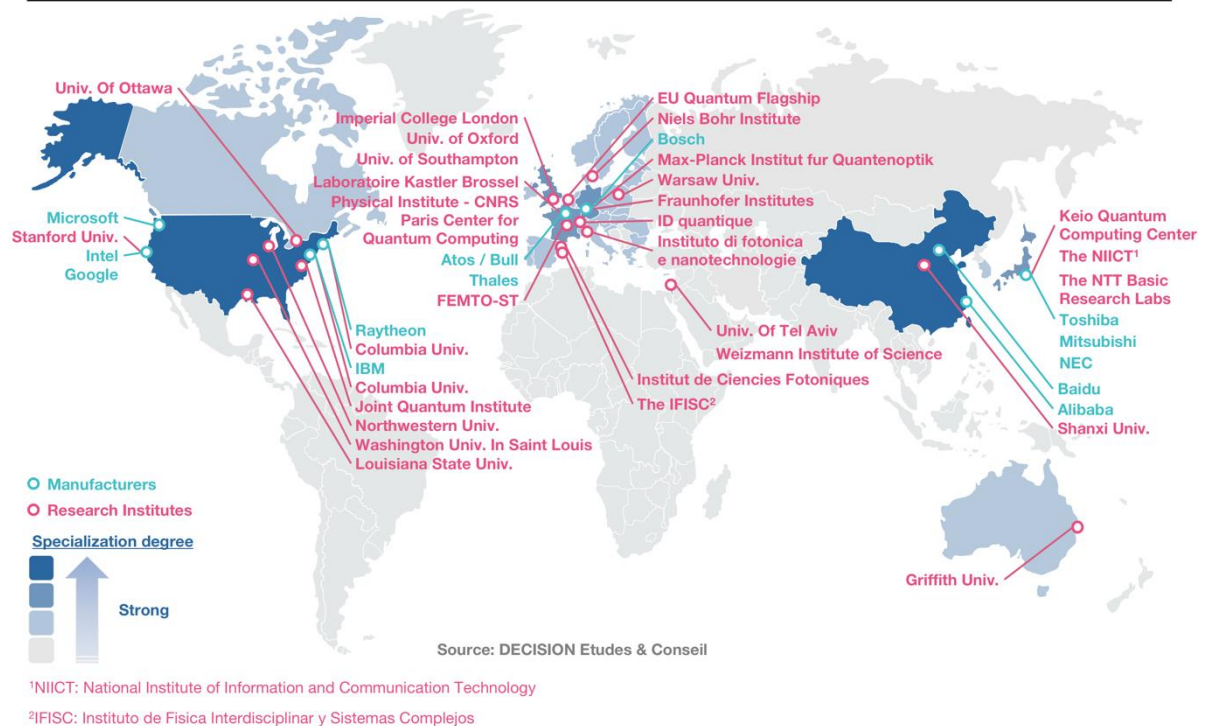 Univ. Of Ottawa
Microsoft
Stanford Univ.
Intel
Google
Imperial College London
Univ. of Oxford
Univ. of Southampton
Laboratoire Kastler Brossel
Physical Institute - CNRS
Paris Center for
Quantum Computing
Atos / Bull
Thales
FEMTO-ST
EU Quantum Flagship
Niels Bohr Institute
Bosch
Max-Planck Institut fur Quantenoptik
Warsaw Univ.
Fraunhofer Institutes
ID quantique
Instituto di fotonica
e nanotechnologie
Univ. Of Tel Aviv
Weizmann Institute of Science
Institut de Ciencies Fotoniques
The IFISC²
Raytheon
Columbia Univ.
IBM
Columbia Univ.
Joint Quantum Institute
Northwestern Univ.
Washington Univ. In Saint Louis
Louisiana State Univ.
Keio Quantum
Computing Center
The NIICT¹
The NTT Basic
Research Labs
Toshiba
Mitsubishi
NEC
Baidu
Alibaba
Shanxi Univ.
Griffith Univ.
Manufacturers
Research Institutes
Specialization degree
Strong
Source: DECISION Etudes & Conseil
¹NIICT: National Institute of Information and Communication Technology
²IFISC: Instituto de Fisica Interdisciplinar y Sistemas Complejos